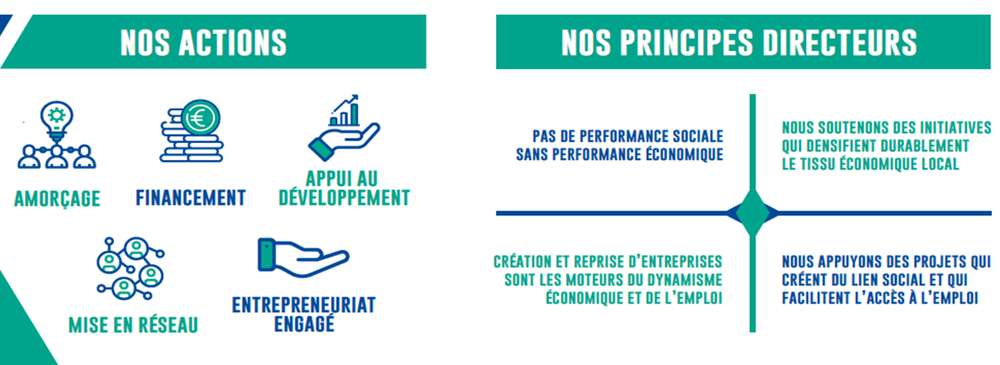 NOS ACTIONS
AMORÇAGE
FINANCEMENT
APPUI AU
DÉVELOPPEMENT
MISE EN RÉSEAU
ENTREPRENEURIAT
ENGAGÉ
NOS PRINCIPES DIRECTEURS
PAS DE PERFORMANCE SOCIALE
SANS PERFORMANCE ÉCONOMIQUE
NOUS SOUTENONS DES INITIATIVES
QUI DENSIFIENT DURABLEMENT
LE TISSU ÉCONOMIQUE LOCAL
CRÉATION ET REPRISE D'ENTREPRISES
SONT LES MOTEURS DU DYNAMISME
ÉCONOMIQUE ET DE L'EMPLOI
NOUS APPUYONS DES PROJETS QUI
CRÉENT DU LIEN SOCIAL ET QUI
FACILITENT L'ACCÈS À L'EMPLOI